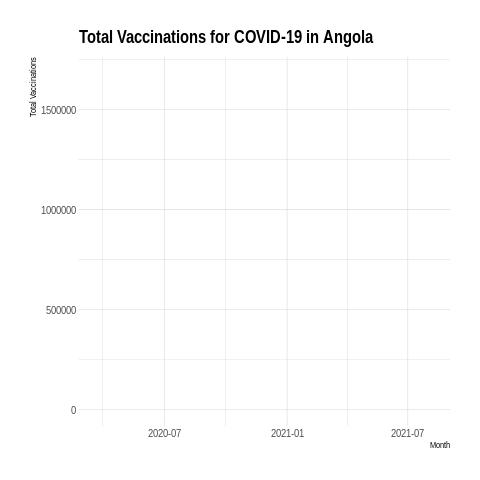 Total Vaccinations for COVID-19 in Angola
Total Vaccinations
1500000
1000000
500000
0
2020-07 2021-01 2021-07
Month